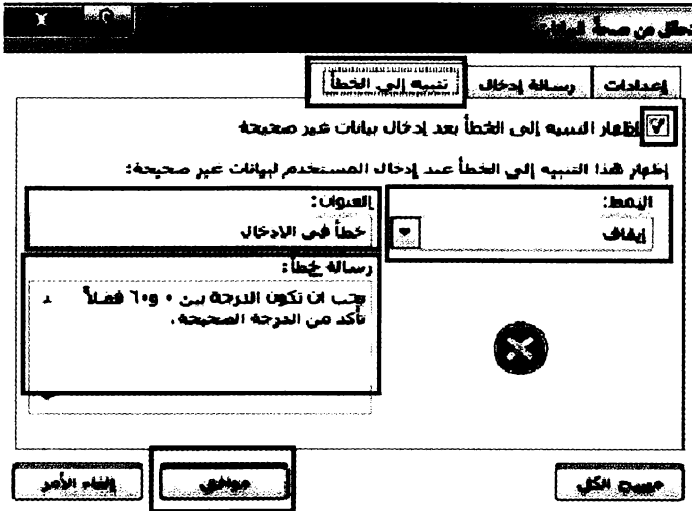 التحقق من صحة البيانات
إعدادات
رسالة إدخال
تنبيه إلى الخطأ
إظهار التنبيه إلى الخطأ بعد إدخال بيانات غير صحيحة
إظهار هذا التنبيه إلى الخطأ عند إدخال المستخدم لبيانات غير صحيحة:
النمط:
إيقاف
العنوان:
خطأ في الادخال
رسالة خطأ:
يجب ان تكون الدرجة بين ٠ و٦٠ فضلاً
تأكد من الدرجة الصحيحة.
مسح الكل
موافق
إلغاء الأمر